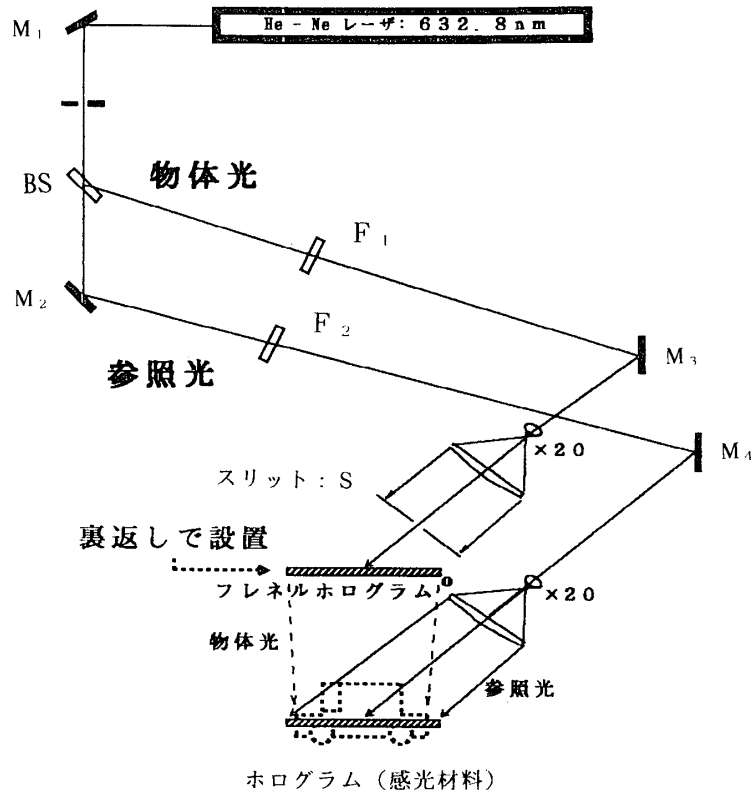 He - Ne レーザ: 632.8nm
M₁
BS
物体光
F₁
M₂
F₂
参照光
M₃
×20
M₄
スリット: S
裏返しで設置
フレネルホログラム
×20
物体光
参照光
ホログラム (感光材料)